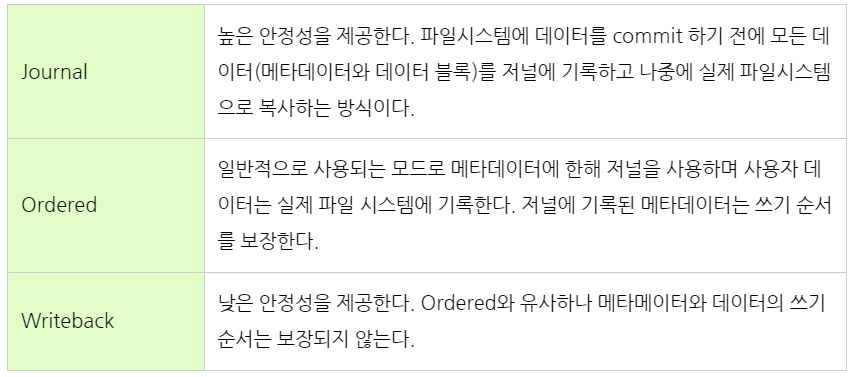 Journal
높은 안정성을 제공한다. 파일시스템에 데이터를 commit 하기 전에 모든 데
이터(메타데이터와 데이터 블록)를 저널에 기록하고 나중에 실제 파일시스템
으로 복사하는 방식이다.
Ordered
일반적으로 사용되는 모드로 메타데이터에 한해 저널을 사용하며 사용자 데
이터는 실제 파일 시스템에 기록한다. 저널에 기록된 메타데이터는 쓰기 순서
를 보장한다.
Writeback
낮은 안정성을 제공한다. Ordered와 유사하나 메타메이터와 데이터의 쓰기
순서는 보장되지 않는다.